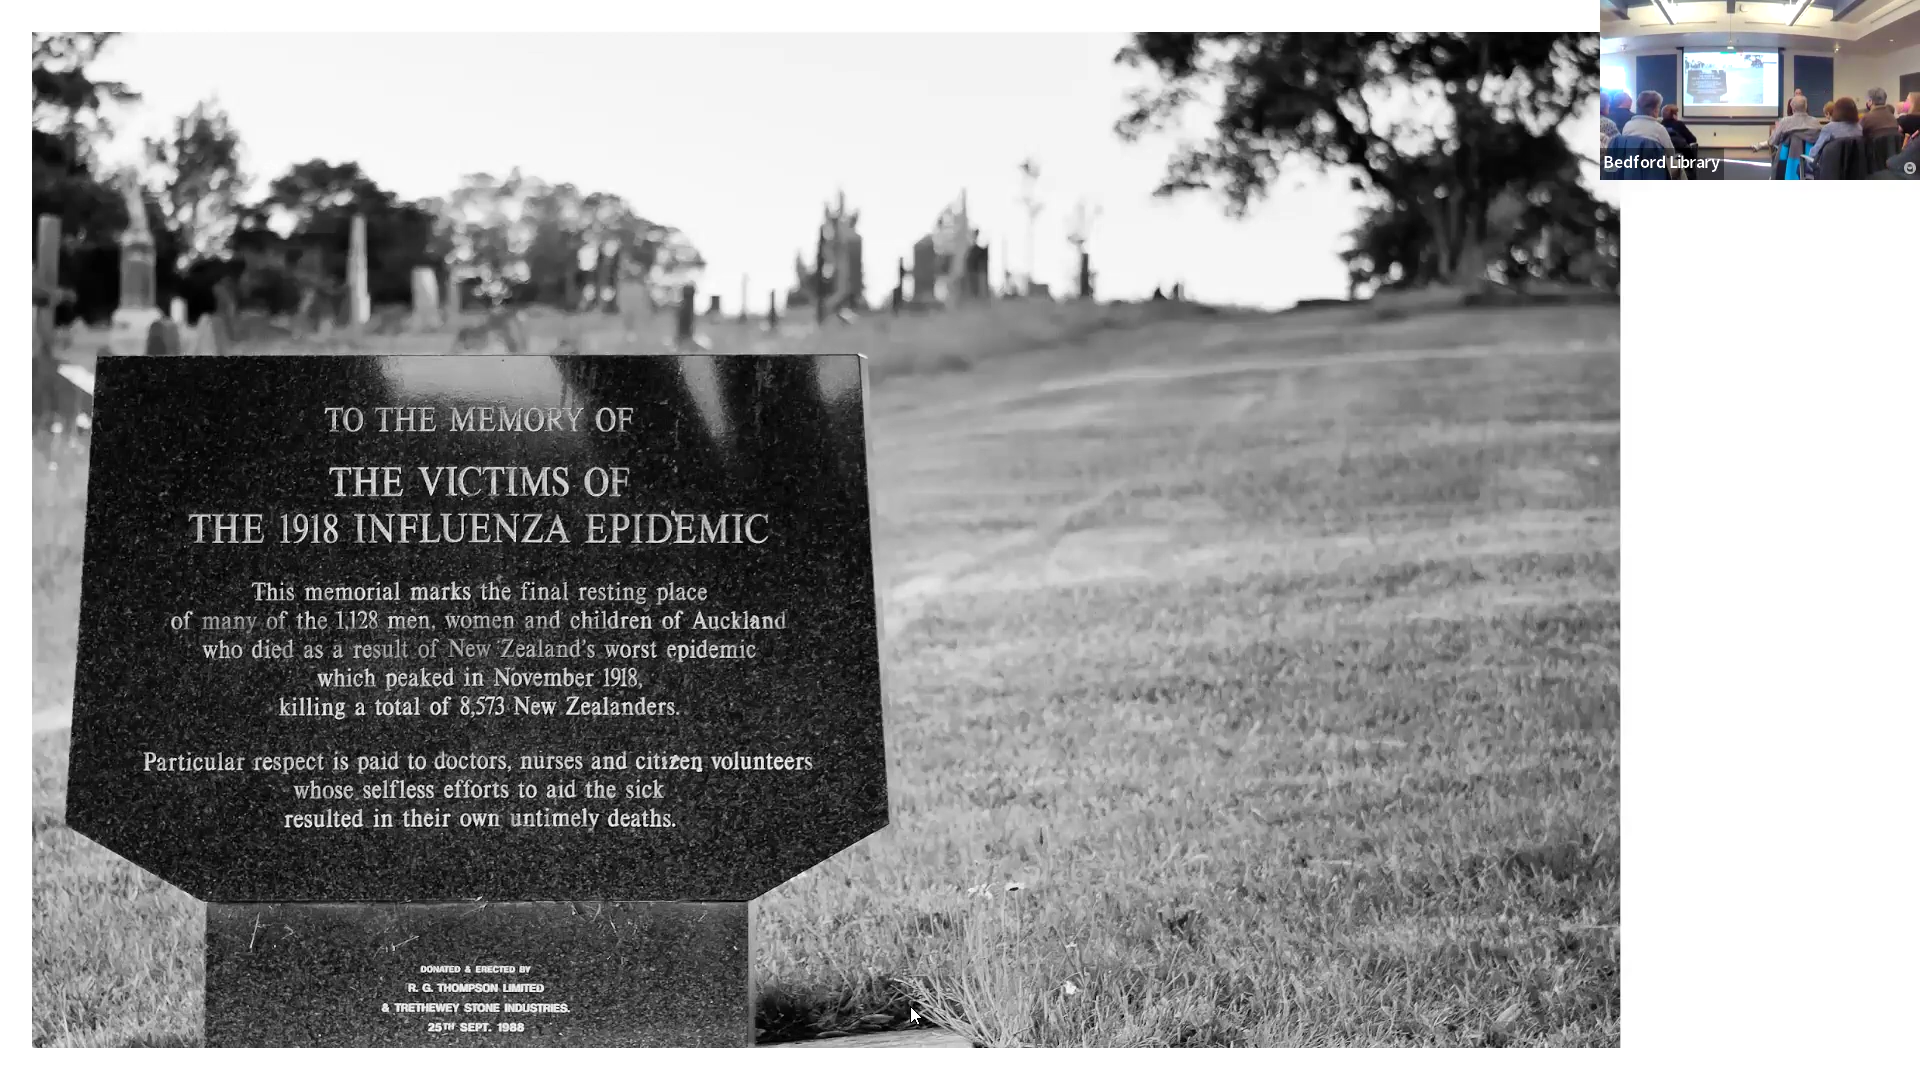 TO THE MEMORY OF
THE VICTIMS OF
THE 1918 INFLUENZA EPIDEMIC
This memorial marks the final resting place
of many of the 1,128 men, women and children of Auckland
who died as a result of New Zealand's worst epidemic
which peaked in November 1918,
killing a total of 8,573 New Zealanders.
Particular respect is paid to doctors, nurses and citizen volunteers
whose selfless efforts to aid the sick
resulted in their own untimely deaths.
DONATED & ERECTED BY
R. G. THOMPSON LIMITED
& TRETHEWEY STONE INDUSTRIES.
25TH SEPT. 1988
Bedford Library